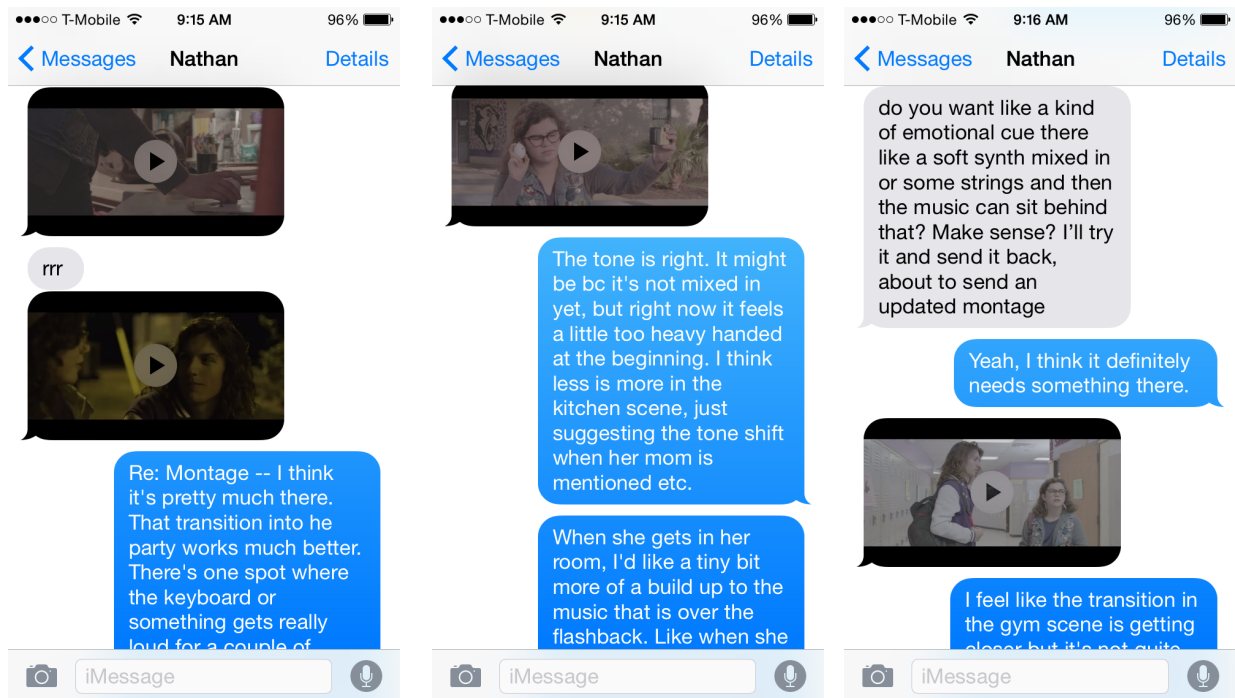 T-Mobile 9:15 AM 96%
Messages Nathan Details
rrr
Re: Montage -- I think
it's pretty much there.
That transition into he
party works much better.
There's one spot where
the keyboard or
something gets really
loud for a couple of
iMessage
T-Mobile 9:15 AM 96%
Messages Nathan Details
The tone is right. It might
be bc it's not mixed in
yet, but right now it feels
a little too heavy handed
at the beginning. I think
less is more in the
kitchen scene, just
suggesting the tone shift
when her mom is
mentioned etc.
When she gets in her
room, I'd like a tiny bit
more of a build up to the
music that is over the
flashback. Like when she
iMessage
T-Mobile 9:16 AM 96%
Messages Nathan Details
do you want like a kind
of emotional cue there
like a soft synth mixed in
or some strings and then
the music can sit behind
that? Make sense? I’ll try
it and send it back,
about to send an
updated montage
Yeah, I think it definitely
needs something there.
I feel like the transition in
the gym scene is getting
closer but it's not quite
iMessage